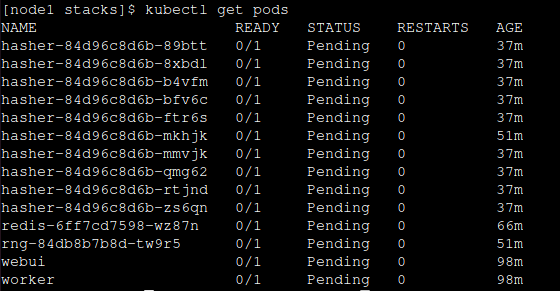 [node1 stacks]$ kubectl get pods
NAME                      READY   STATUS    RESTARTS   AGE
hasher-84d96c8d6b-89btt   0/1     Pending   0          37m
hasher-84d96c8d6b-8xbdl   0/1     Pending   0          37m
hasher-84d96c8d6b-b4vfm   0/1     Pending   0          37m
hasher-84d96c8d6b-bfv6c   0/1     Pending   0          37m
hasher-84d96c8d6b-ftr6s   0/1     Pending   0          37m
hasher-84d96c8d6b-mkhjk   0/1     Pending   0          51m
hasher-84d96c8d6b-mmvjk   0/1     Pending   0          37m
hasher-84d96c8d6b-qmg62   0/1     Pending   0          37m
hasher-84d96c8d6b-rtjnd   0/1     Pending   0          37m
hasher-84d96c8d6b-zs6qn   0/1     Pending   0          37m
redis-6ff7cd7598-wz87n    0/1     Pending   0          66m
rng-84db8b7b8d-tw9r5      0/1     Pending   0          51m
webui                     0/1     Pending   0          98m
worker                    0/1     Pending   0          98m